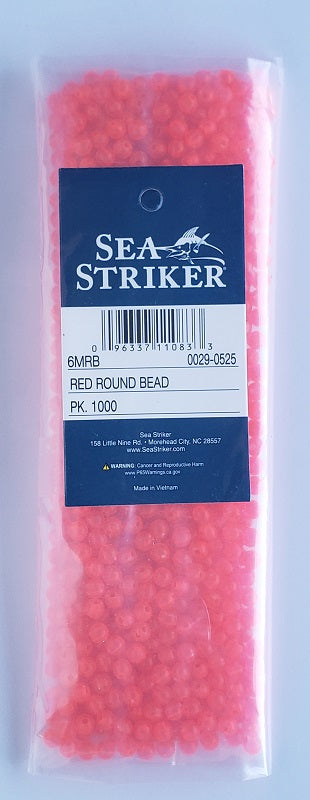 SEA
STRIKER®
0 96337 11083 3
6MRB 0029-0525
RED ROUND BEAD
PK. 1000
Sea Striker
158 Little Nine Rd. • Morehead City, NC 28557
www.SeaStriker.com
⚠ WARNING: Cancer and Reproductive Harm
www.P65Warnings.ca.gov
Made in Vietnam